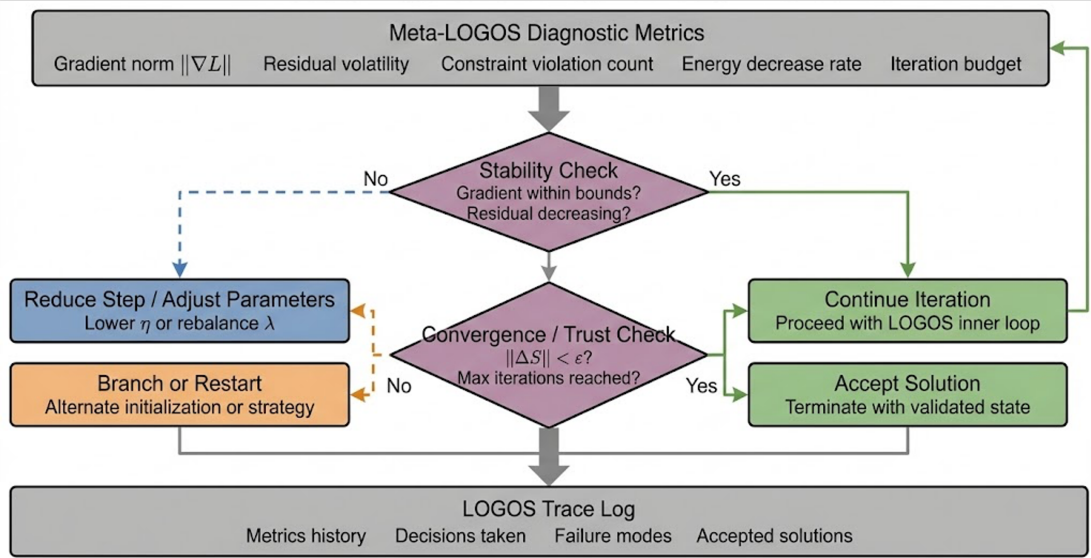 Meta-LOGOS Diagnostic Metrics
Gradient norm ‖∇L‖ Residual volatility Constraint violation count Energy decrease rate Iteration budget
Stability Check
Gradient within bounds?
Residual decreasing?
No
Yes
Reduce Step / Adjust Parameters
Lower η or rebalance λ
Continue Iteration
Proceed with LOGOS inner loop
Convergence / Trust Check
‖ΔS‖ < ϵ?
Max iterations reached?
No
Yes
Branch or Restart
Alternate initialization or strategy
Accept Solution
Terminate with validated state
LOGOS Trace Log
Metrics history Decisions taken Failure modes Accepted solutions